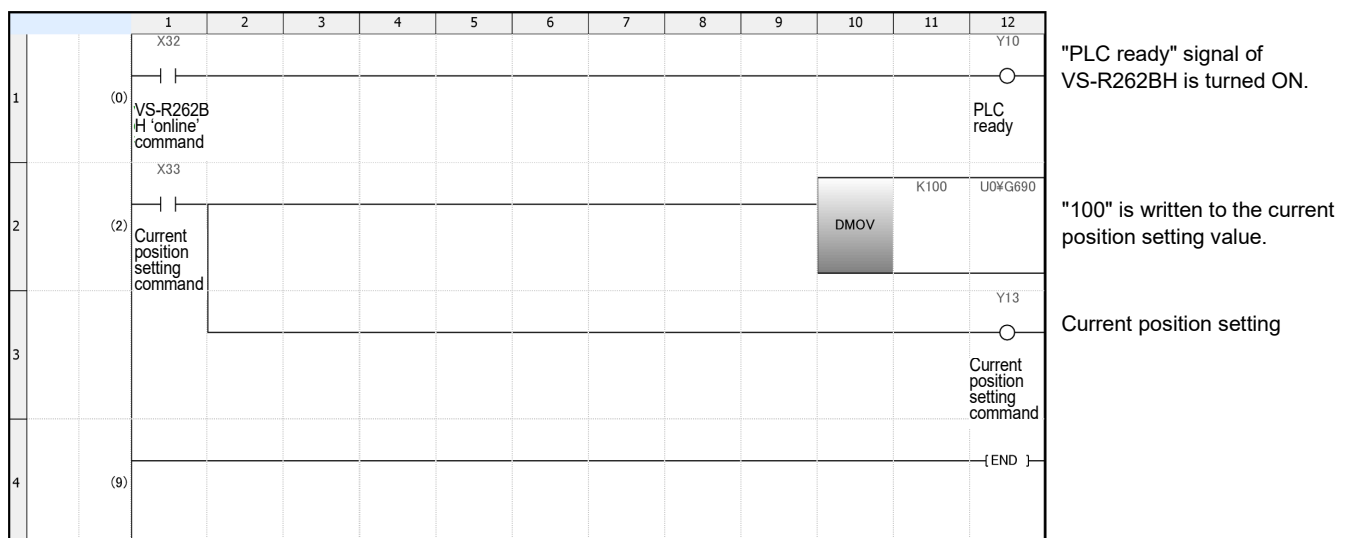 1 2 3 4 5 6 7 8 9 10 11 12
X32 Y10
"PLC ready" signal of
VS-R262BH is turned ON.
1 (0)
VS-R262B
H ‘online’
command
PLC
ready
X33
K100 U0¥G690
DMOV
"100" is written to the current
position setting value.
2 (2)
Current
position
setting
command
Y13
Current position setting
3
Current
position
setting
command
[END ]
4 (9)